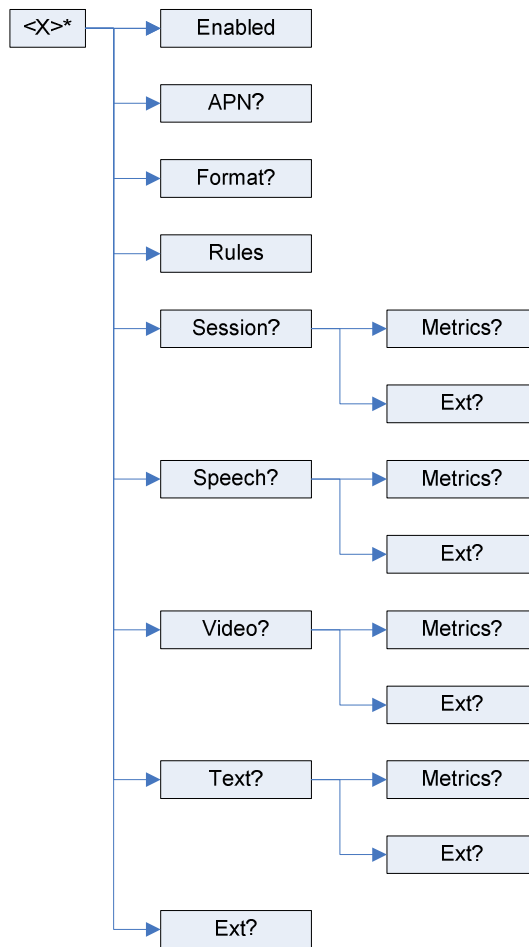 <X>*
Enabled
APN?
Format?
Rules
Session?
Metrics?
Ext?
Speech?
Metrics?
Ext?
Video?
Metrics?
Ext?
Text?
Metrics?
Ext?
Ext?